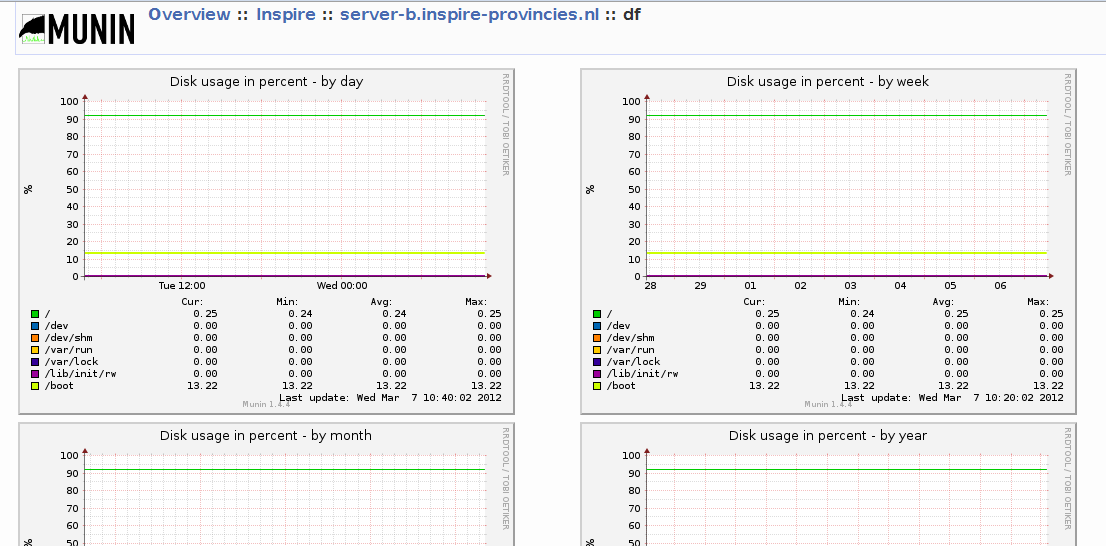 MUNIN Overview :: Inspire :: server-b.inspire-provincies.nl :: df
Disk usage in percent - by day
RRDTOOL / TOBI OETIKER
100
90
80
70
60
50
40
30
20
10
0
%
Tue 12:00 Wed 00:00
Cur: Min: Avg: Max:
/ 0.25 0.24 0.24 0.25
/dev 0.00 0.00 0.00 0.00
/dev/shm 0.00 0.00 0.00 0.00
/var/run 0.00 0.00 0.00 0.00
/var/lock 0.00 0.00 0.00 0.00
/lib/init/rw 0.00 0.00 0.00 0.00
/boot 13.22 13.22 13.22 13.22
Last update: Wed Mar 7 10:40:02 2012
Munin 1.4.4
Disk usage in percent - by week
RRDTOOL / TOBI OETIKER
100
90
80
70
60
50
40
30
20
10
0
%
28 29 01 02 03 04 05 06
Cur: Min: Avg: Max:
/ 0.25 0.24 0.25 0.25
/dev 0.00 0.00 0.00 0.00
/dev/shm 0.00 0.00 0.00 0.00
/var/run 0.00 0.00 0.00 0.00
/var/lock 0.00 0.00 0.00 0.00
/lib/init/rw 0.00 0.00 0.00 0.00
/boot 13.22 13.22 13.22 13.22
Last update: Wed Mar 7 10:20:02 2012
Munin 1.4.4
Disk usage in percent - by month
RRDTOOL / TOBI OETIKER
100
90
80
70
60
50
%
Disk usage in percent - by year
RRDTOOL / TOBI OETIKER
100
90
80
70
60
50
%